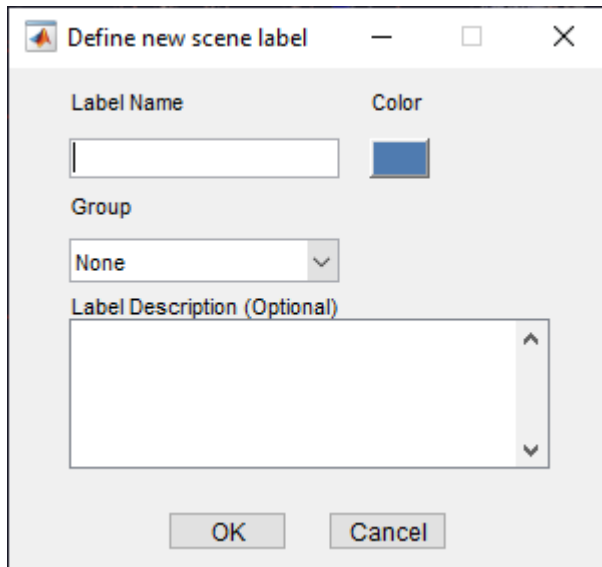 Define new scene label
Label Name
Color
Group
None
Label Description (Optional)
OK
Cancel